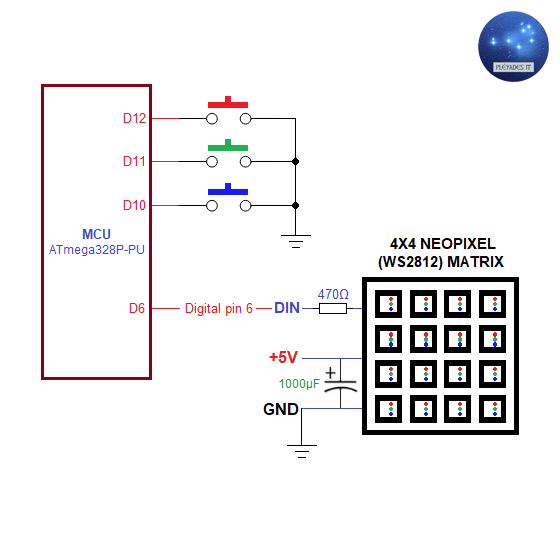 PLÊYADES IT
D12
D11
D10
MCU
ATmega328P-PU
4X4 NEOPIXEL
(WS2812) MATRIX
D6 Digital pin 6 DIN 470Ω
+5V
+
1000µF
GND